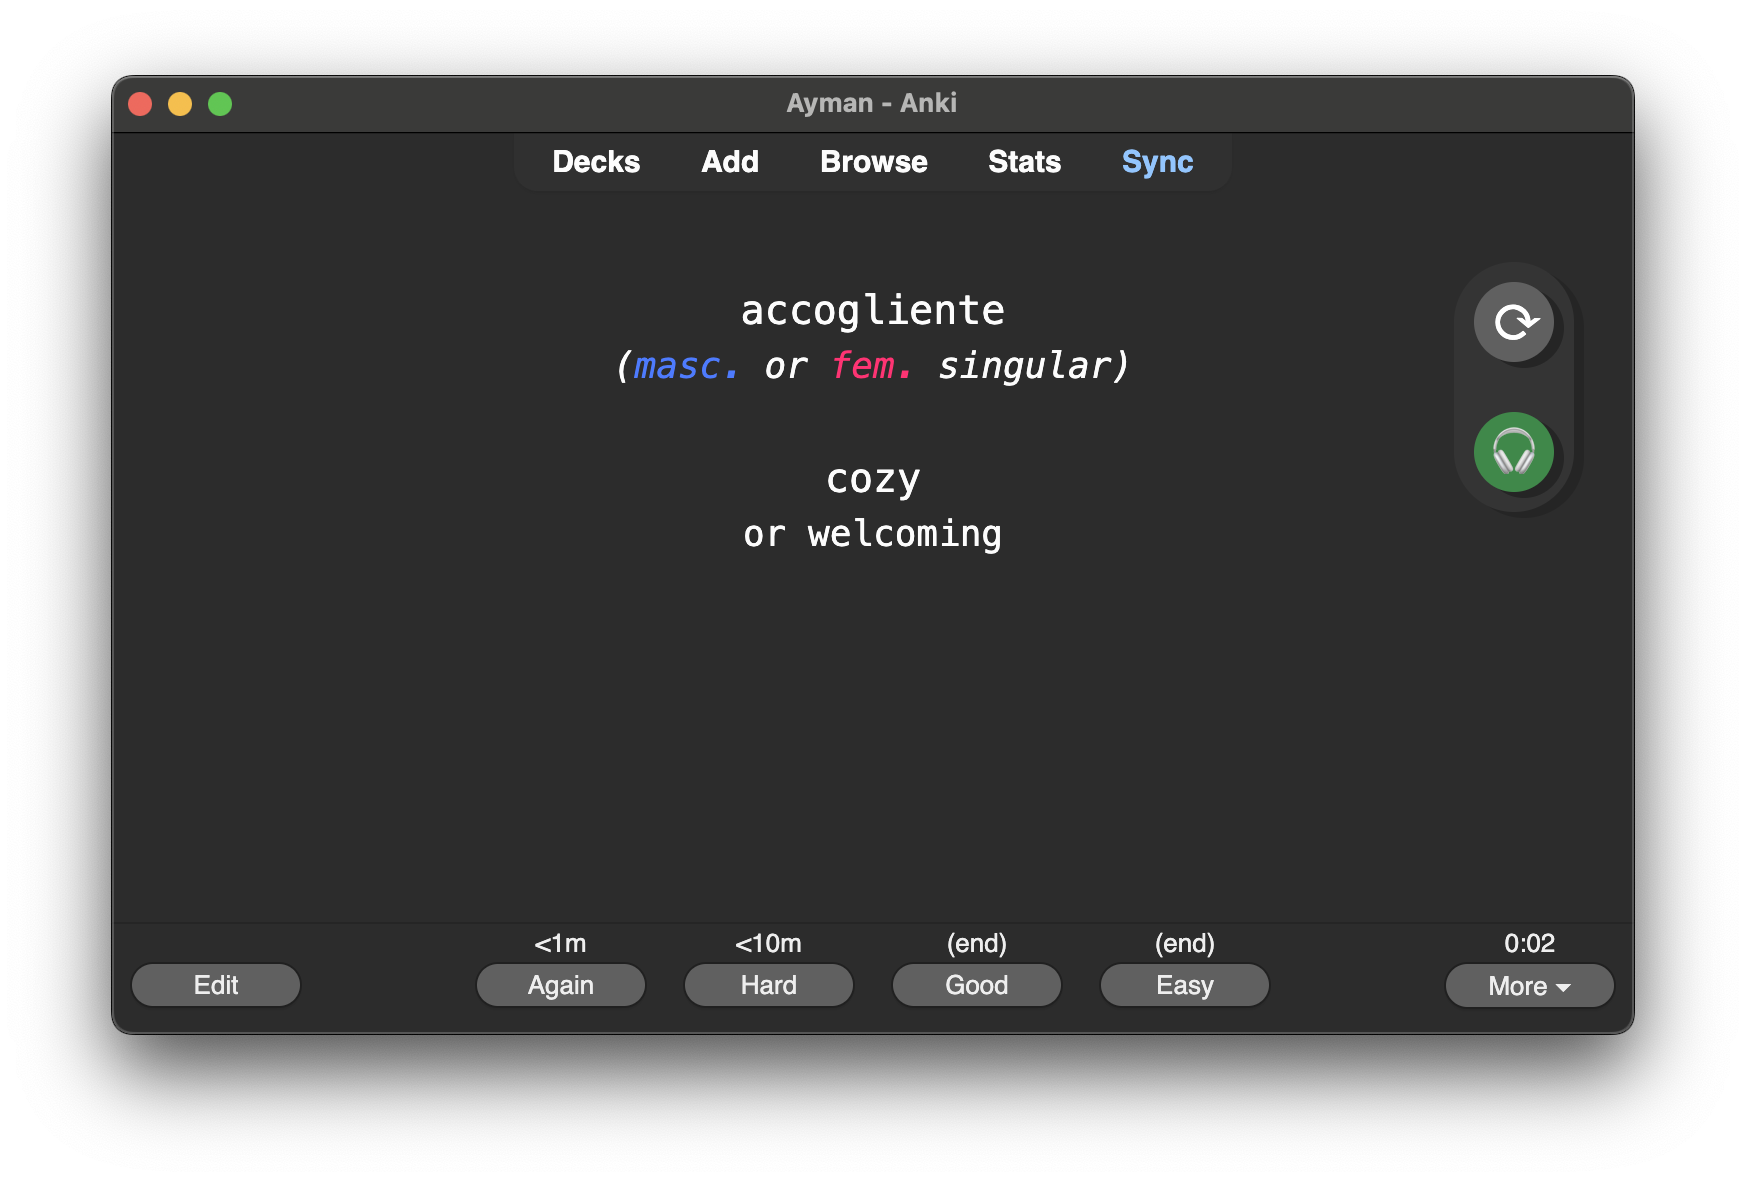 Ayman - Anki
Decks Add Browse Stats Sync
accogliente
(masc. or fem. singular)
cozy
or welcoming
<1m <10m (end) (end) 0:02
Edit Again Hard Good Easy More